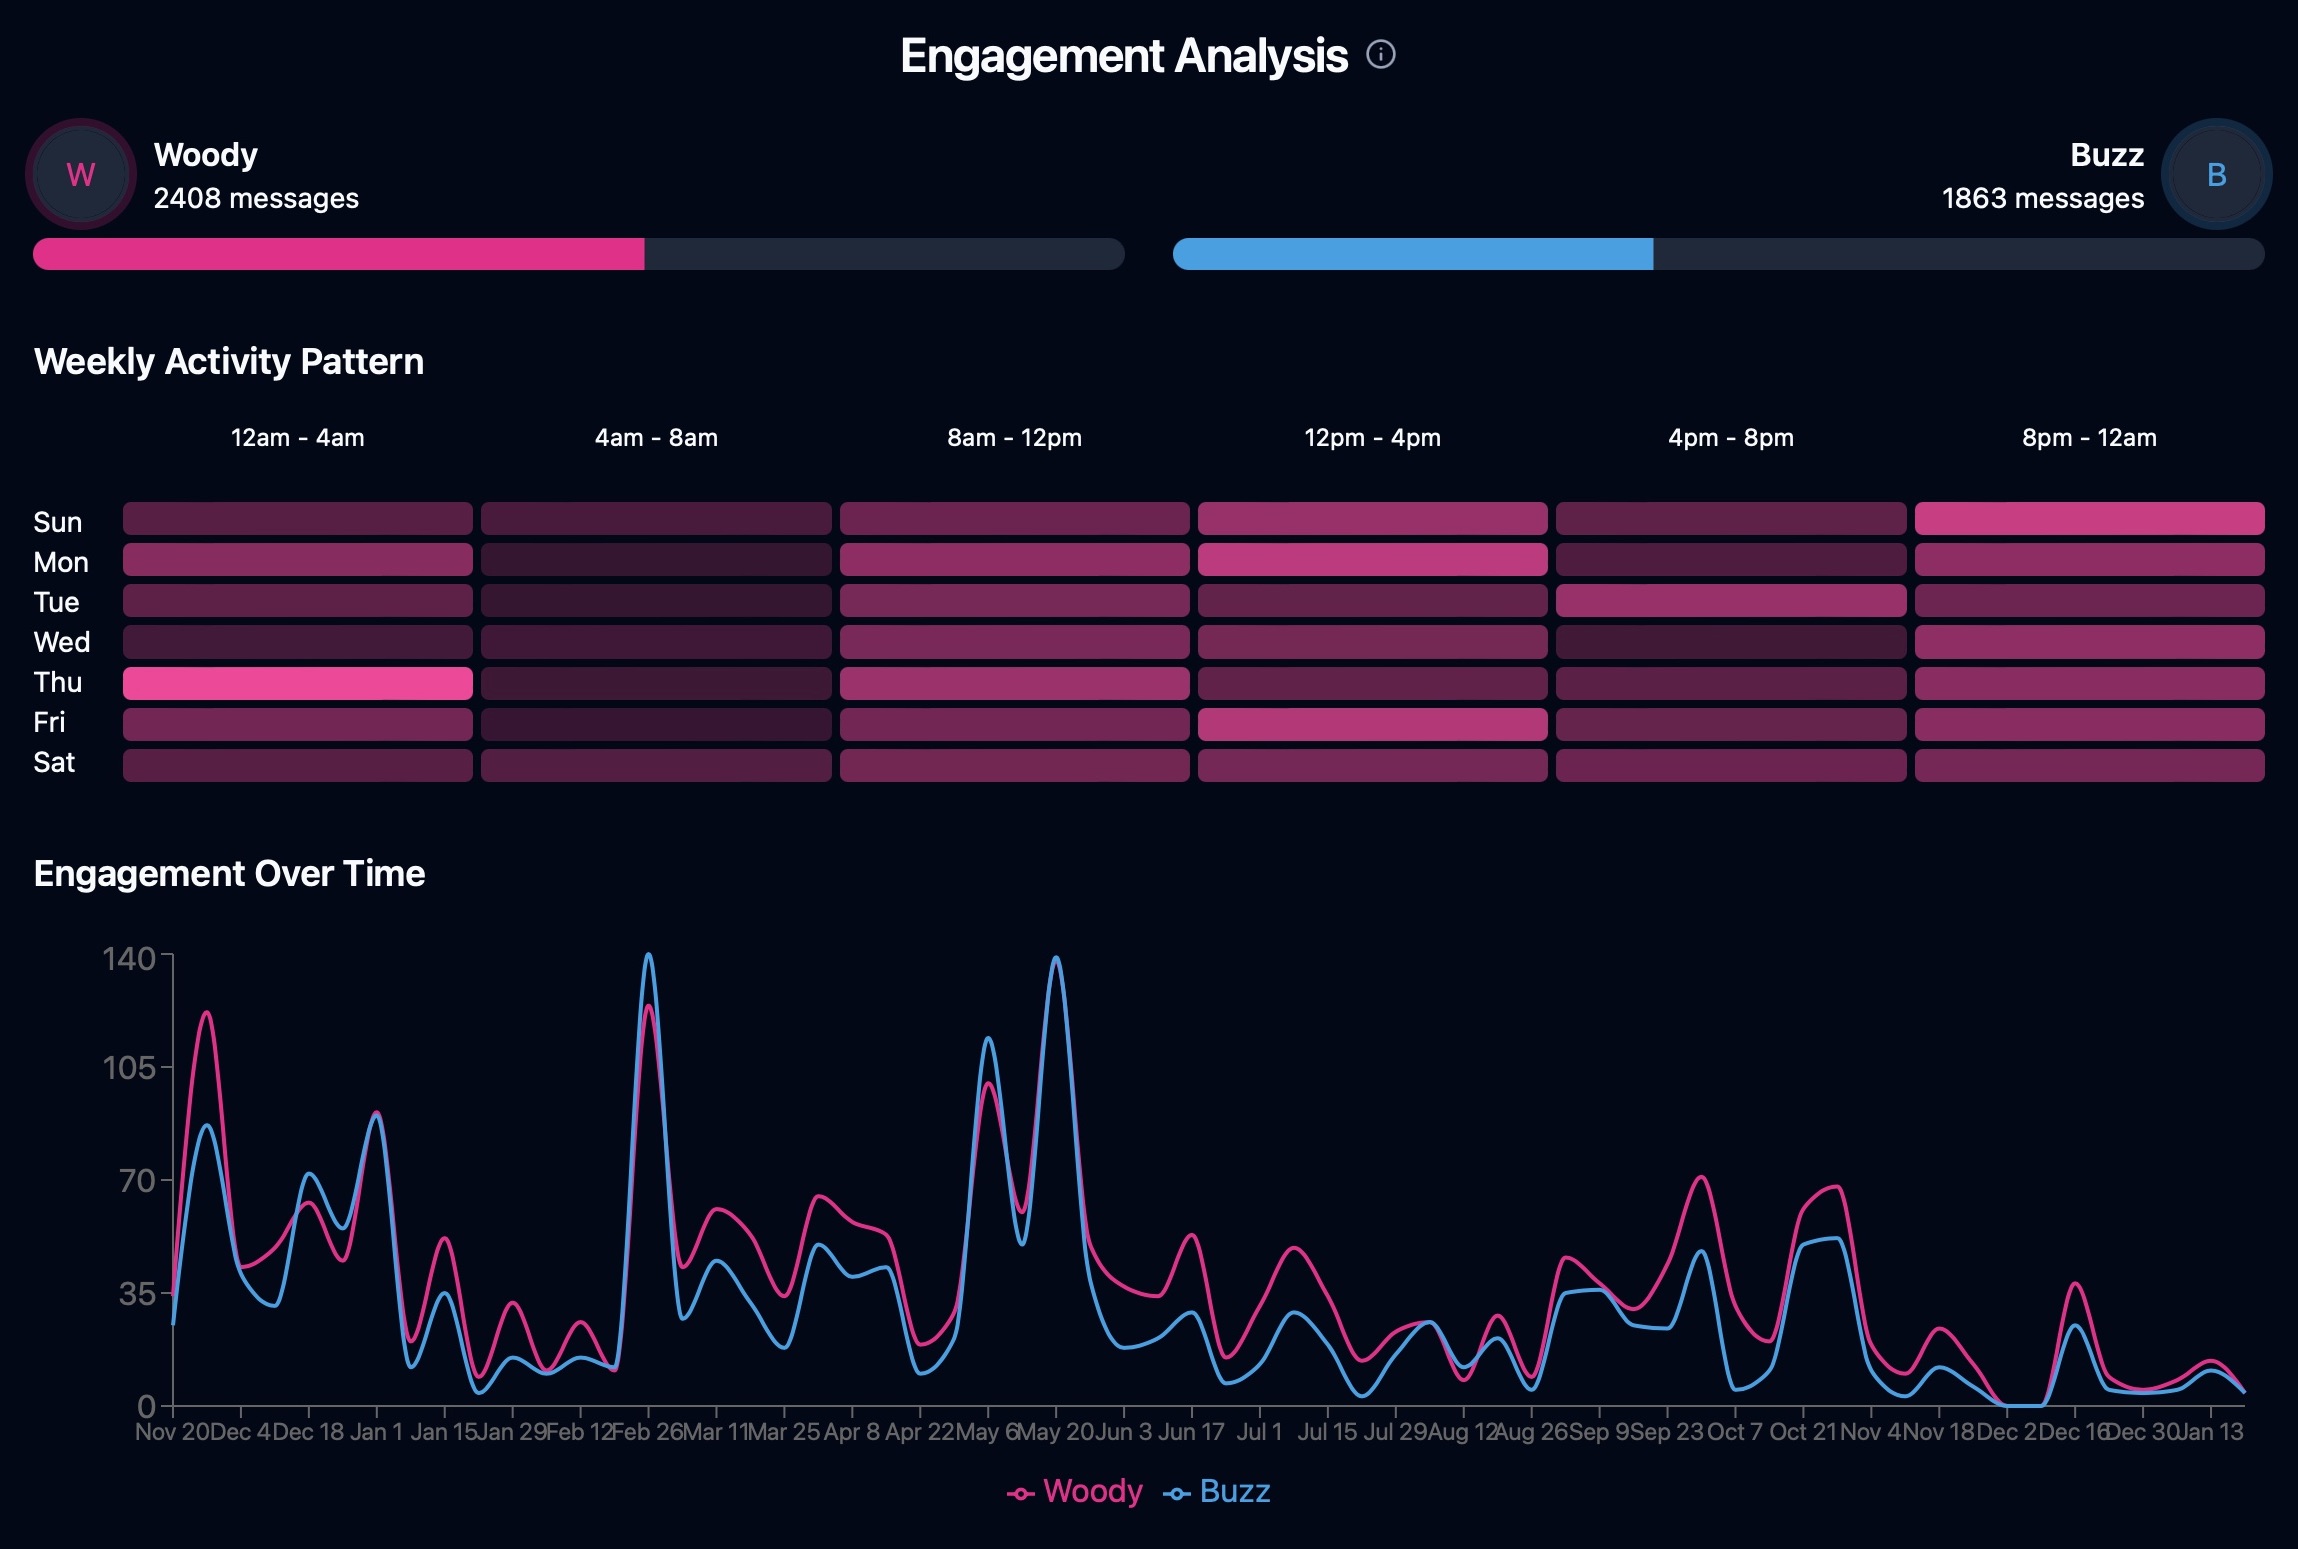 Engagement Analysis
W
Woody
2408 messages
Buzz
1863 messages
B
Weekly Activity Pattern
12am - 4am 4am - 8am 8am - 12pm 12pm - 4pm 4pm - 8pm 8pm - 12am
Sun
Mon
Tue
Wed
Thu
Fri
Sat
Engagement Over Time
140
105
70
35
0
Nov 20 Dec 4 Dec 18 Jan 1 Jan 15 Jan 29 Feb 12 Feb 26 Mar 11 Mar 25 Apr 8 Apr 22 May 6 May 20 Jun 3 Jun 17 Jul 1 Jul 15 Jul 29 Aug 12 Aug 26 Sep 9 Sep 23 Oct 7 Oct 21 Nov 4 Nov 18 Dec 2 Dec 16 Dec 30 Jan 13
Woody Buzz